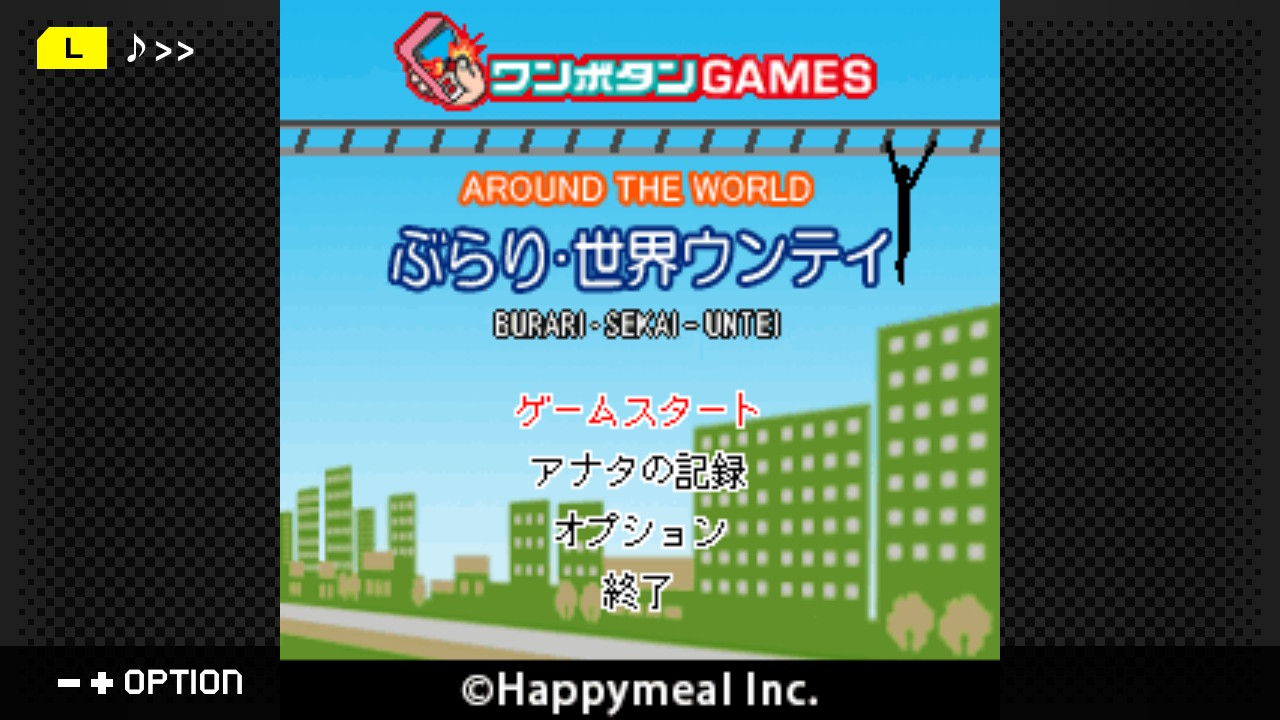 L ♪>>
ワンボタンGAMES
AROUND THE WORLD
ぶらり・世界ウンテイ
BURARI・SEKAI-UNTEI
ゲームスタート
アナタの記録
オプション
終了
-+ OPTION
©Happymeal Inc.